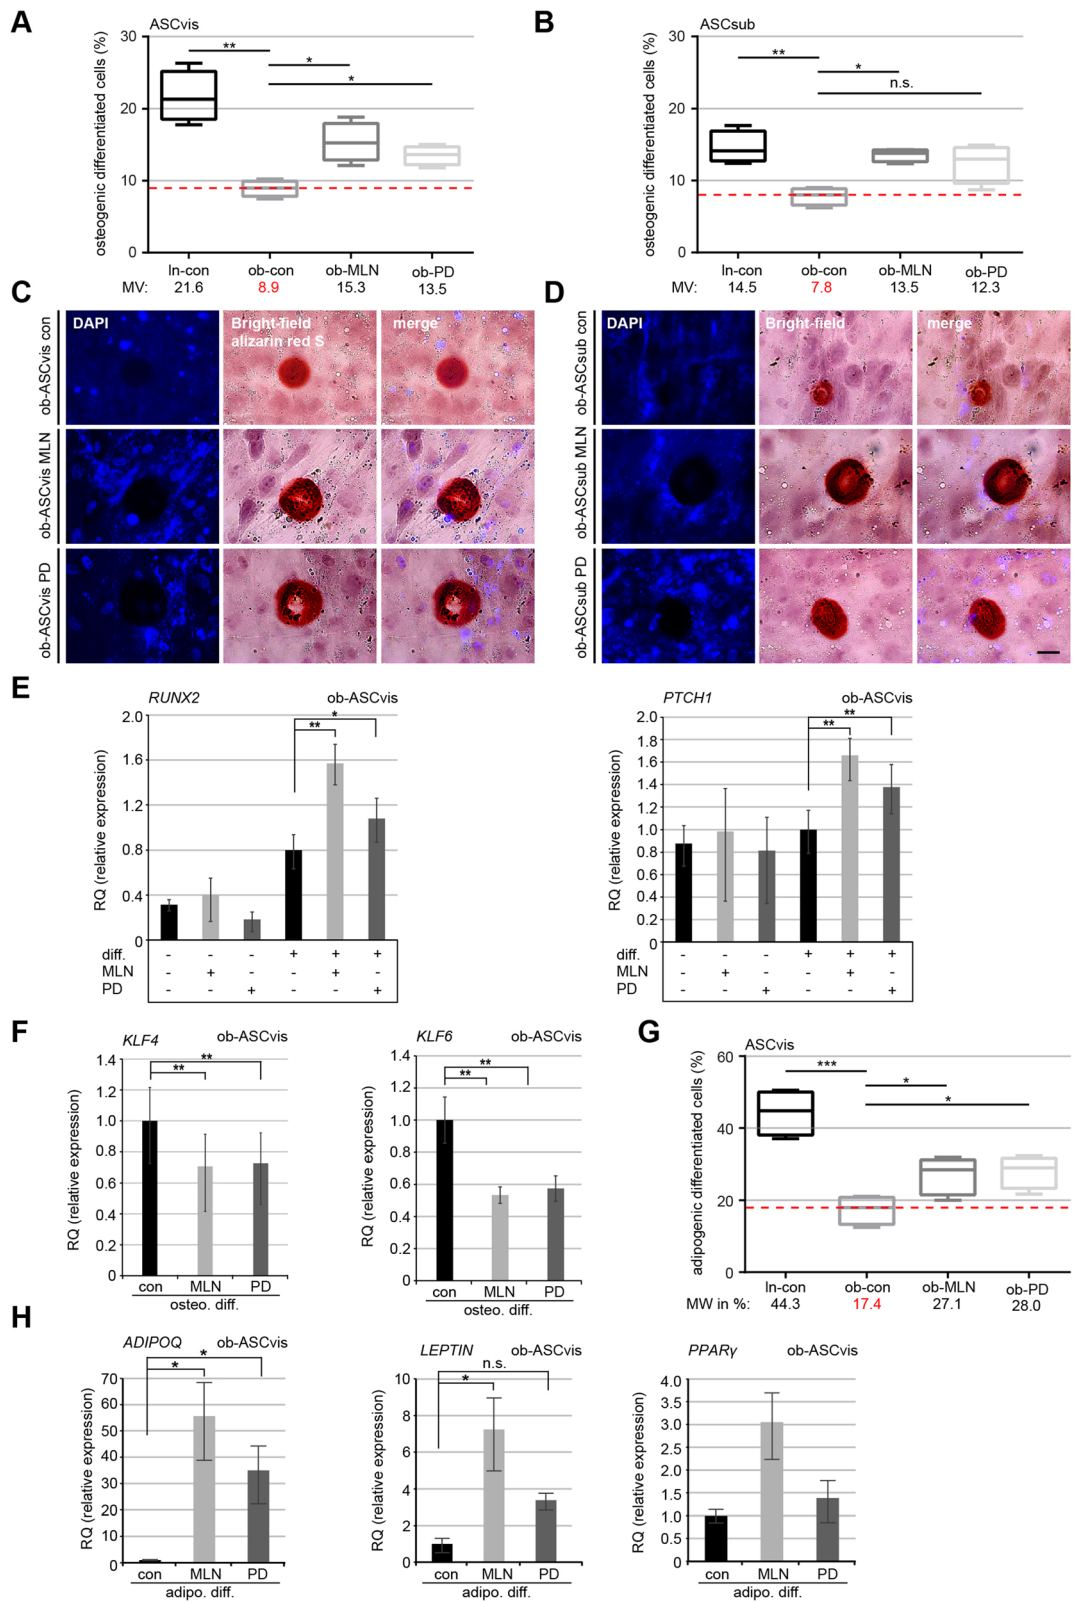 A
ASCvis
osteogenic differentiated cells (%)
30
20
10
0
**
*
*
ln-con ob-con ob-MLN ob-PD
MV: 21.6 8.9 15.3 13.5
B
ASCsub
osteogenic differentiated cells (%)
30
20
10
0
**
*
n.s.
ln-con ob-con ob-MLN ob-PD
MV: 14.5 7.8 13.5 12.3
C
ob-ASCvis con
DAPI
Bright-field
alizarin red S
merge
ob-ASCvis MLN
ob-ASCvis PD
D
ob-ASCsub con
DAPI
Bright-field
merge
ob-ASCsub MLN
ob-ASCsub PD
E
RUNX2 ob-ASCvis
RQ (relative expression)
2.0
1.6
1.2
0.8
0.4
0
*
**
diff. - - - + + +
MLN - + - - + -
PD - - + - - +
PTCH1 ob-ASCvis
RQ (relative expression)
2.0
1.8
1.6
1.4
1.2
1.0
0.8
0.6
0.4
0.2
0
**
**
diff. - - - + + +
MLN - + - - + -
PD - - + - - +
F
KLF4 ob-ASCvis
RQ (relative expression)
1.4
1.2
1.0
0.8
0.6
0.4
0.2
0
**
**
con MLN PD
osteo. diff.
KLF6 ob-ASCvis
RQ (relative expression)
1.4
1.2
1.0
0.8
0.6
0.4
0.2
0
**
**
con MLN PD
osteo. diff.
G
ASCvis
adipogenic differentiated cells (%)
60
40
20
0
***
*
*
ln-con ob-con ob-MLN ob-PD
MW in %: 44.3 17.4 27.1 28.0
H
ADIPOQ ob-ASCvis
RQ (relative expression)
70
60
50
40
30
20
10
0
*
*
con MLN PD
adipo. diff.
LEPTIN ob-ASCvis
RQ (relative expression)
10
8
6
4
2
0
n.s.
*
con MLN PD
adipo. diff.
PPARγ ob-ASCvis
RQ (relative expression)
4.0
3.5
3.0
2.5
2.0
1.5
1.0
0.5
0
con MLN PD
adipo. diff.